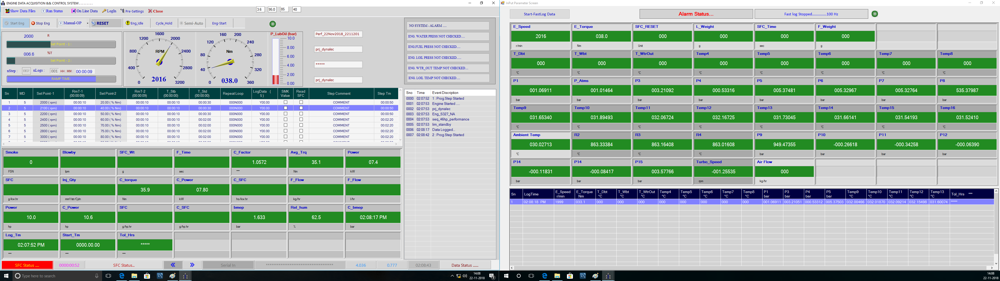 ENGINE DATA ACQUISITION && CONTROL SYSTEM . . . . . . . . .
Show Data Files Run Status On Line Data LogIn Pre-Settings Close 3.6 95.0 85 40
Start Eng Stop Eng Manual-OP RESET Eng_Idle Cycle_Hold Semi-Auto Eng-Start
2000 R
Set Point - 1 :
006.6 %T
Set Point - 2 :
nStep : 002 nLogs : 001 HH : MM : 00:00:09
RAMP TIME:
0 400 800 1200 1600 2000 2400 2800 3200
RPM
2016
0 40 80 120 160 200 240 280 320 360
Nm
038.0
P_LubOil (bar)
10.0
8.00
6.00
4.00
2.00
0.00
Perf_22Nov2018_2211201
prj_dynalec
*****
prj_dynalec
NO SYSTEM - ALARM .....
ENG. WATER PRESS NOT CHECKED.....
ENG.FUEL PRESS NOT CHECKED.....
ENG. LOIL PRESS NOT CHECKED......
ENG. WTR_OUT TEMP NOT CHECKED....
ENG. LOIL TEMP NOT CHECKED.....
Sn MD Set Point -1 RmT-1 (00:00:09) Set Point-2 RmT-2 (00:00:09) T_Stb (00:00:00) T_Std (00:00:00) Repeat Loop LogData ( 5 ) SMK Value Read SFC Step Comment Step Tm
1 5 2000 ( rpm) 00:00:10 20.00 ( % Nm) 00:00:10 00:00:10 00:00:30 000N000 Y00.00 COMMENT 00:00:50
2 5 2100 ( rpm) 00:00:10 40.00 ( % Nm) 00:00:10 00:00:10 00:00:30 000N000 Y00.00 COMMENT 00:00:50
3 5 2200 ( rpm) 00:00:10 50.00 ( % Nm) 00:00:10 00:00:10 00:00:30 000N000 Y00.00 COMMENT 00:00:50
4 5 2400 ( rpm) 00:00:10 60.00 ( % Nm) 00:00:10 00:00:10 00:02:00 000N000 Y00.00 COMMENT 00:02:20
5 5 2500 ( rpm) 00:00:10 70.00 ( % Nm) 00:00:10 00:00:10 00:02:00 000N000 Y00.00 COMMENT 00:02:20
6 5 2800 ( rpm) 00:00:10 75.00 ( % Nm) 00:00:10 00:00:10 00:02:00 000N000 Y00.00 COMMENT 00:02:20
7 5 3000 ( rpm) 00:00:10 80.00 ( % Nm) 00:00:10 00:00:10 00:02:00 000N000 Y00.00 COMMENT 00:02:20
Sno Time Event Discription
0000 02:07:52 1 : Prog.Step Started
0001 02:07:53 Engine Started .....
0002 02:07:53 prj_dynalec
0003 02:07:53 Eng_S327_NA
0004 02:07:53 seq_46hp_performance
0005 02:07:53 lim_standby
0006 02:08:17 Data Logged...
0007 02:08:42 2 : Prog.Step Started
Smoke Blowby SFC_Wt F_Time C_Factor Avg_Trq Power
0 1.0572 35.1 07.4
FSN lpm g sec *** Nm kW
SFC Inj_Qty C_torque C_Power C_SFC F_Flow F_Flow
35.9 07.80
g/kw.hr mm³/str/Cyln Nm kW ho/kw.hr kg/hr l/hr
Power C_Power SFC C_SFC bmep Rel_hum C_bmep
10.0 10.6 1.633 62.5 02:08:17 PM
hp hp g/hp.hr g/hp.hr bar % bar
Log_Tm Start_Tm Tol_Hrs
02:07:52 PM 0000.00.00 *****
*** *** ***
SFC Status ..... 0000:00:52 SFC Status... Serial In ************************************ 4.036 0.777 02:08:43 Data Status .......
Type here to search
14:08
22-11-2018
InPut Parameter Screen
Start-FastLog Data Alarm Status... Fast log Stopped..............100 Hz
E_Speed E_Torque SFC_RESET L_Weight SFC_Time F_Weight
2016 038.0 000 000 000 000
r/min Nm Unit g sec g
T_Dbt T_Wbt T_WtrOut Temp4 Temp5 Temp6 Temp7 Temp8
000 000 000 000 000 000 000 000
°C °C °C °C °C °C °C °C
P1 P_Atms P3 P4 P5 P6 P7 P8
001.06911 001.01464 003.21092 000.53316 005.37481 005.32967 005.32764 535.37987
bar bar bar bar bar bar bar bar
Temp9 Temp10 Temp11 Temp12 Temp13 Temp14 Temp15 Temp16
031.65340 031.89493 032.06724 032.16725 031.73045 031.66141 031.54193 031.52410
°C °C °C °C °C °C °C °C
Ambient Temp R2 R3 R4 P9 P10 P11 P12
030.02713 863.33384 863.16408 863.01608 949.47355 -000.26618 -000.34258 -000.06390
°C °C °C °C bar bar bar bar
P14 P14 P15 Turbo_Speed Air Flow
-000.11831 -000.08417 003.57766 -001.25535 000
bar bar bar rpm kg/hr
Sn LogTime E_Speed r/min E_Torque Nm T_Dbt °C T_Wbt °C T_WtrOut °C Temp4 °C Temp5 °C Temp6 °C Temp7 °C Temp8 °C P1 bar P3 bar P4 bar P5 bar Temp9 °C Temp10 °C Temp11 °C Temp12 °C Temp13 °C Tol_Hrs ***
1 02:08:18 PM 1999 033.1 000 000 000 000 000 000 000 000 001.06911 003.21051 000.53312 005.37503 032.00466 032.01870 032.09214 032.15498 031.60074 *****
14:08
22-11-2018